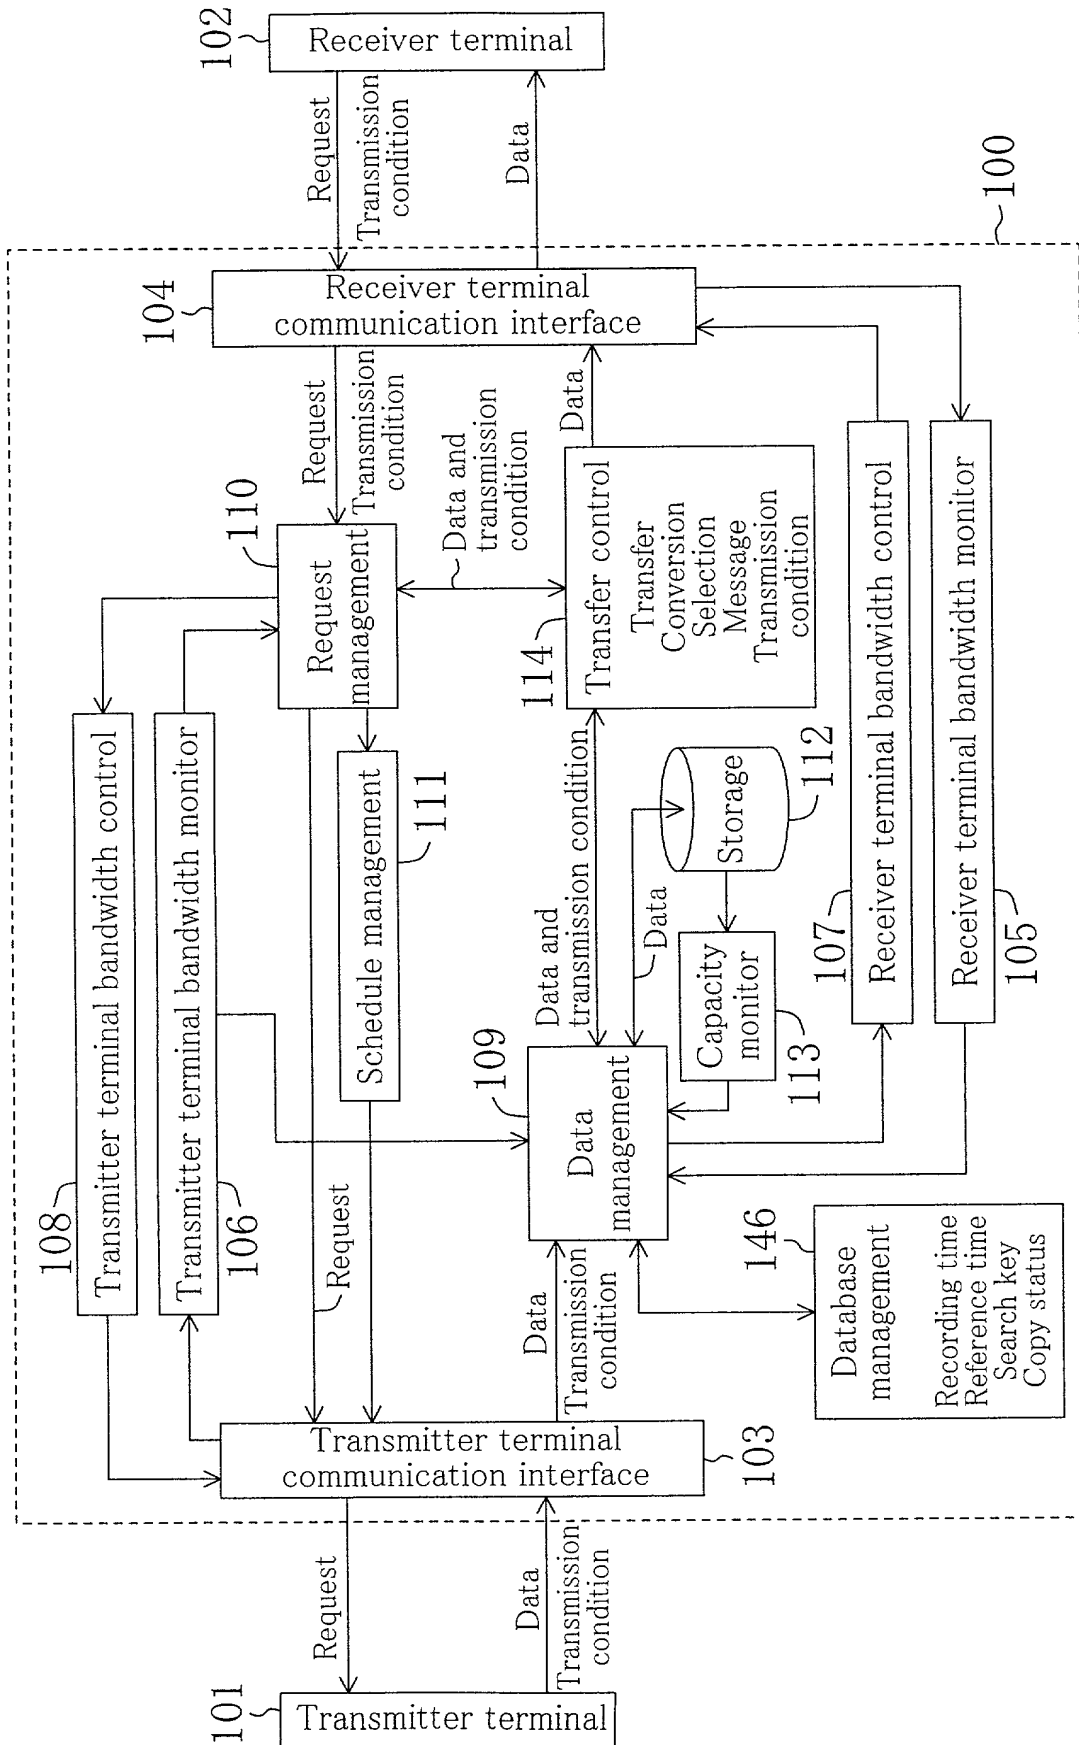 101
Transmitter terminal
Request
Data
Transmission
condition
Transmitter terminal
communication interface
103
108
Transmitter terminal bandwidth control
106
Transmitter terminal bandwidth monitor
Request
Schedule management
111
Data
Transmission
condition
109
Data
management
146
Database
management
Recording time
Reference time
Search key
Copy status
Data and
transmission condition
Data
Storage
112
Capacity
monitor
113
110
Request
management
Data and
transmission
condition
114
Transfer control
Transfer
Conversion
Selection
Message
Transmission
condition
107
Receiver terminal bandwidth control
Receiver terminal bandwidth monitor
105
Request
Transmission
condition
Data
104
Receiver terminal
communication interface
100
Request
Transmission
condition
Data
102
Receiver terminal